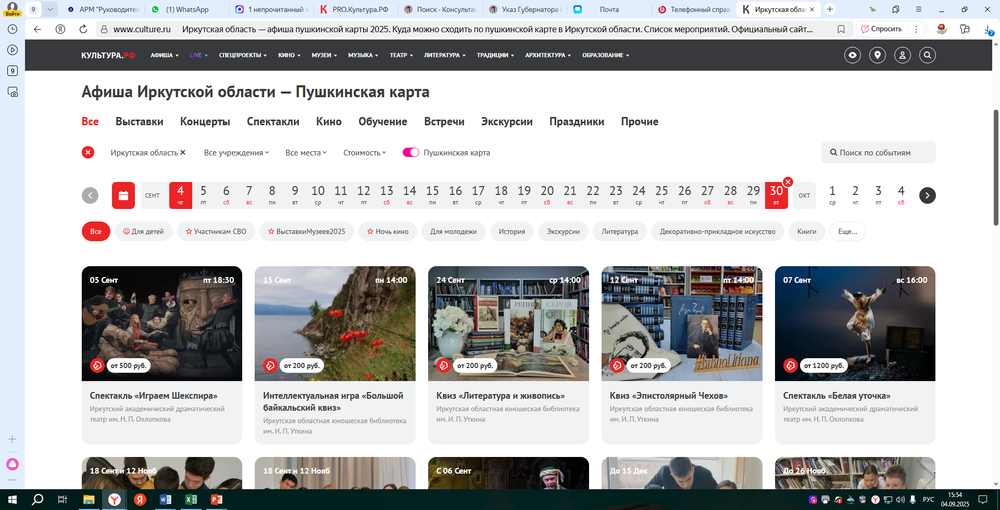 Войти
9
АРМ "Руководител
(1) WhatsApp
1 непрочитанный ч
PRO.Культура.РФ
Поиск - Консультан
Указ Губернатора
Почта
Телефонный справ
Иркутская облас
www.culture.ru Иркутская область — афиша пушкинской карты 2025. Куда можно сходить по пушкинской карте в Иркутской области. Список мероприятий. Официальный сайт...
Спросить
7
9
КУЛЬТУРА.РФ
АФИША LIVE СПЕЦПРОЕКТЫ КИНО МУЗЕИ МУЗЫКА ТЕАТР ЛИТЕРАТУРА ТРАДИЦИИ АРХИТЕКТУРА ОБРАЗОВАНИЕ
Афиша Иркутской области — Пушкинская карта
Все Выставки Концерты Спектакли Кино Обучение Встречи Экскурсии Праздники Прочие
Иркутская область Все учреждения Все места Стоимость Пушкинская карта Поиск по событиям
СЕНТ 4 5 6 7 8 9 10 11 12 13 14 15 16 17 18 19 20 21 22 23 24 25 26 27 28 29 30 ОКТ 1 2 3 4
чт пт сб вс пн вт ср чт пт сб вс пн вт ср чт пт сб вс пн вт ср чт пт сб вс пн вт ср чт пт сб
Все Для детей Участникам СВО ВыставкиМузеев2025 Ночь кино Для молодежи История Экскурсии Литература Декоративно-прикладное искусство Книги Еще...
05 Сент пт 18:30
от 500 руб.
Спектакль «Играем Шекспира»
Иркутский академический драматический
театр им. Н. П. Охлопкова
15 Сент пн 14:00
от 200 руб.
Интеллектуальная игра «Большой
байкальский квиз»
Иркутская областная юношеская библиотека
им. И. П. Уткина
24 Сент ср 14:00
РЕПИН
СЕРОВ
от 200 руб.
Квиз «Литература и живопись»
Иркутская областная юношеская библиотека
им. И. П. Уткина
12 Сент пт 14:00
My favorite writer
#biblioUtkina
от 200 руб.
Квиз «Эпистолярный Чехов»
Иркутская областная юношеская библиотека
им. И. П. Уткина
07 Сент вс 16:00
от 1200 руб.
Спектакль «Белая уточка»
Иркутский академический драматический
театр им. Н. П. Охлопкова
18 Сент и 12 Нояб
18 Сент и 12 Нояб
С 06 Сент
До 15 Дек
До 26 Нояб
РУС
15:54
04.09.2025